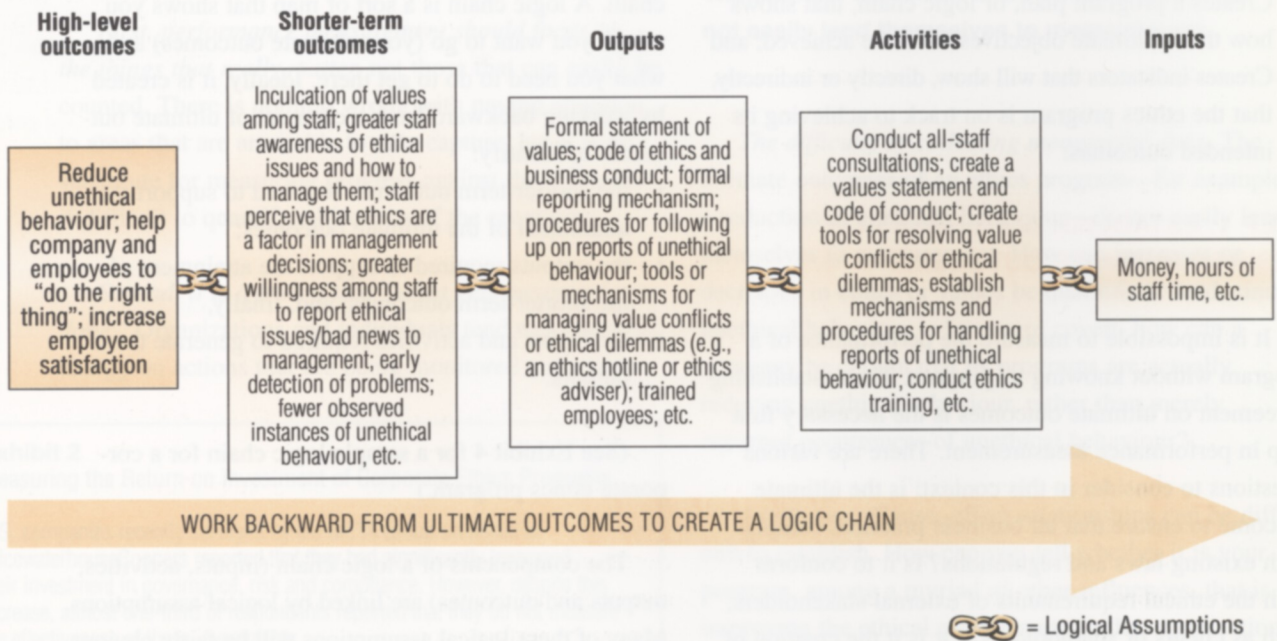 High-level
outcomes
Reduce
unethical
behaviour; help
company and
employees to
“do the right
thing”; increase
employee
satisfaction
Shorter-term
outcomes
Inculcation of values
among staff; greater staff
awareness of ethical
issues and how to
manage them; staff
perceive that ethics are
a factor in management
decisions; greater
willingness among staff
to report ethical
issues/bad news to
management; early
detection of problems;
fewer observed
instances of unethical
behaviour, etc.
Outputs
Formal statement of
values; code of ethics and
business conduct; formal
reporting mechanism;
procedures for following
up on reports of unethical
behaviour; tools or
mechanisms for
managing value conflicts
or ethical dilemmas (e.g.,
an ethics hotline or ethics
adviser); trained
employees; etc.
Activities
Conduct all-staff
consultations; create a
values statement and
code of conduct; create
tools for resolving value
conflicts or ethical
dilemmas; establish
mechanisms and
procedures for handling
reports of unethical
behaviour; conduct ethics
training, etc.
Inputs
Money, hours of
staff time, etc.
WORK BACKWARD FROM ULTIMATE OUTCOMES TO CREATE A LOGIC CHAIN
= Logical Assumptions